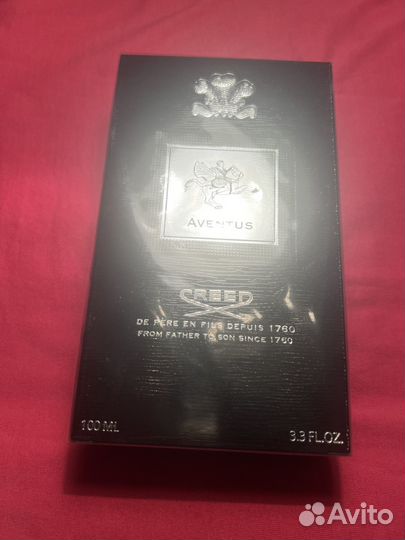 AVENTUS
CREED
DE PÈRE EN FILS DEPUIS 1760
FROM FATHER TO SON SINCE 1760
100 ML 3.3 FL.OZ.
Avito